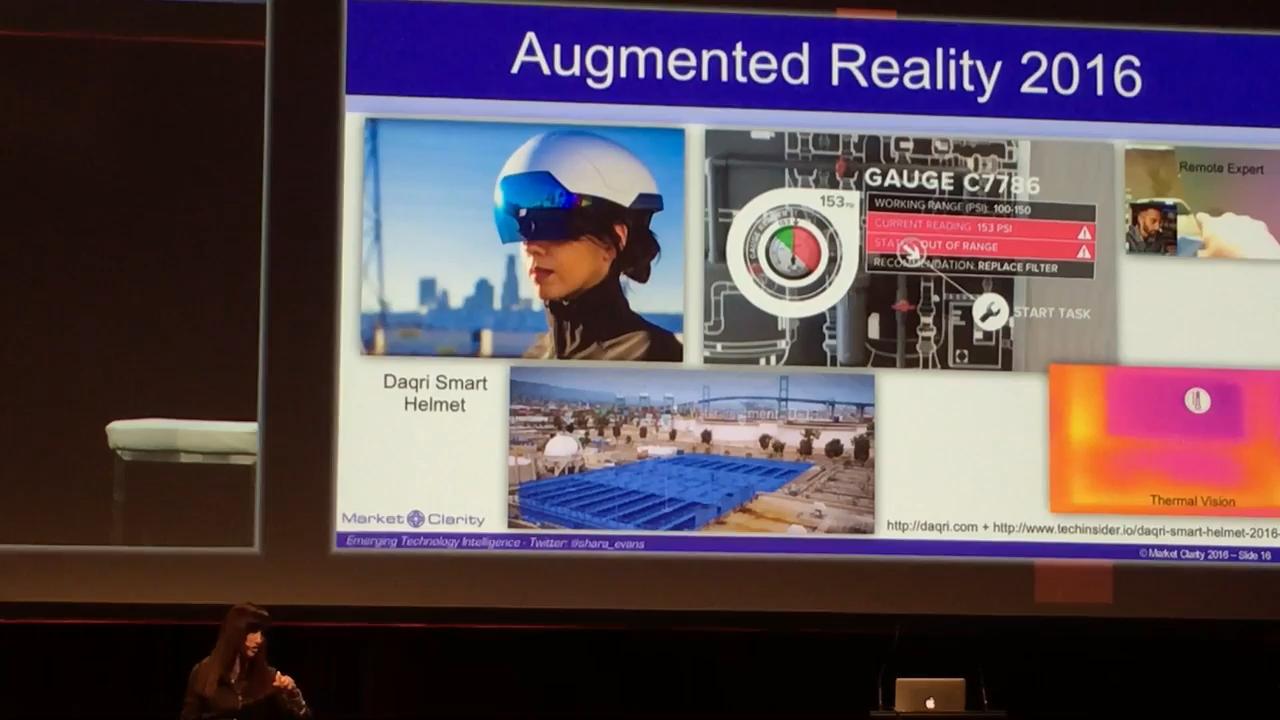 Augmented Reality 2016
153
GAUGE C7786
WORKING RANGE (PSI): 100-150
CURRENT READING 153 PSI
OUT OF RANGE
REPLACE FILTER
START TASK
Remote Expert
Daqri Smart
Helmet
Thermal Vision
Market Clarity
http://daqri.com + http://www.techinsider.io/daqri-smart-helmet-2016-
Emerging Technology Intelligence - Twitter: @shara_evans
© Market Clarity 2016 – Slide 16